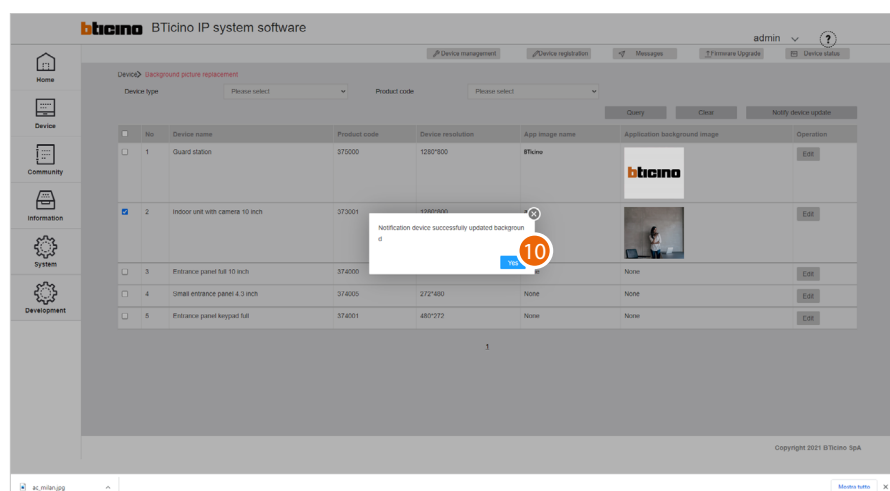 bticino BTicino IP system software
admin ?
Device management Device registration Messages Firmware Upgrade Device status
Home
Device
Community
Information
System
Development
Device> Background picture replacement
Device type Please select Product code Please select
Query Clear Notify device update
No Device name Product code Device resolution App image name Application background image Operation
1 Guard station 375000 1280*800 BTicino Edit
bticino
2 Indoor unit with camera 10 inch 373001 1280*800 Edit
Notification device successfully updated backgroun
d
Yes
10
3 Entrance panel full 10 inch 374000 None Edit
4 Small entrance panel 4.3 inch 374005 272*480 None None Edit
5 Entrance panel keypad full 374001 480*272 None None Edit
1
Copyright 2021 BTicino SpA
ac_milan.jpg Mostra tutto X